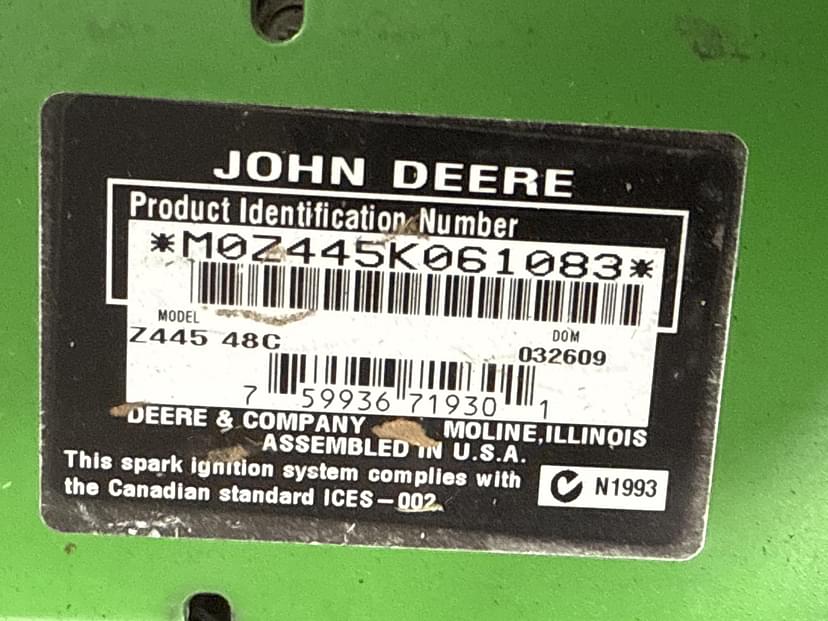 JOHN DEERE
Product Identification Number
*M0Z445K061083*
MODEL
DOM
Z445 48C
032609
7 59936 71930 1
DEERE & COMPANY MOLINE, ILLINOIS
ASSEMBLED IN U.S.A.
This spark ignition system complies with
the Canadian standard ICES-002
N1993